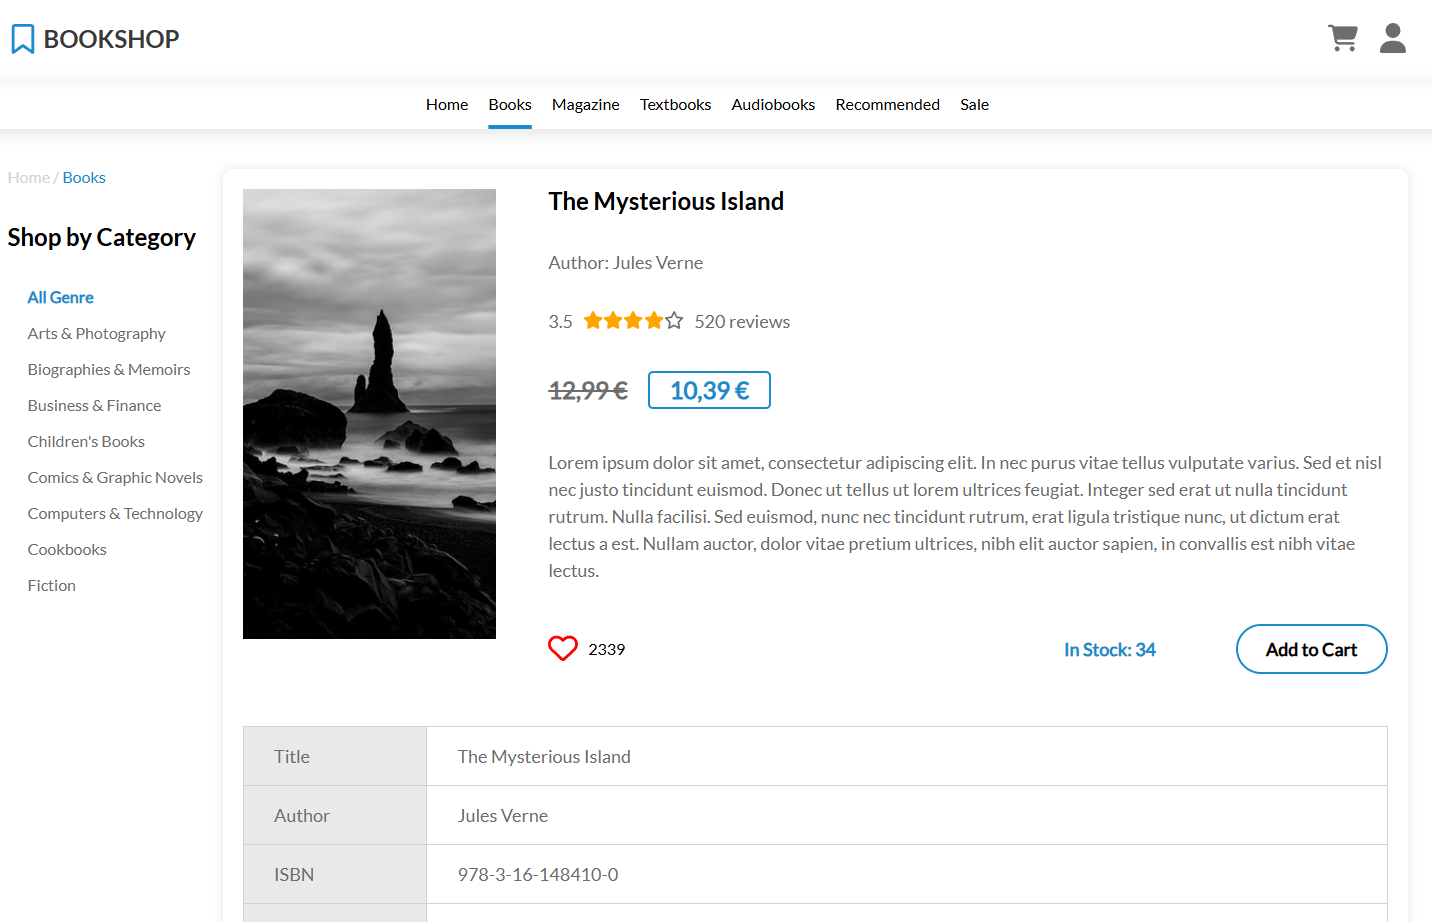 BOOKSHOP
Home Books Magazine Textbooks Audiobooks Recommended Sale
Home / Books
Shop by Category
All Genre
Arts & Photography
Biographies & Memoirs
Business & Finance
Children's Books
Comics & Graphic Novels
Computers & Technology
Cookbooks
Fiction
The Mysterious Island
Author: Jules Verne
3.5 520 reviews
12,99 € 10,39 €
Lorem ipsum dolor sit amet, consectetur adipiscing elit. In nec purus vitae tellus vulputate varius. Sed et nisl
nec justo tincidunt euismod. Donec ut tellus ut lorem ultrices feugiat. Integer sed erat ut nulla tincidunt
rutrum. Nulla facilisi. Sed euismod, nunc nec tincidunt rutrum, erat ligula tristique nunc, ut dictum erat
lectus a est. Nullam auctor, dolor vitae pretium ultrices, nibh elit auctor sapien, in convallis est nibh vitae
lectus.
2339 In Stock: 34 Add to Cart
Title The Mysterious Island
Author Jules Verne
ISBN 978-3-16-148410-0